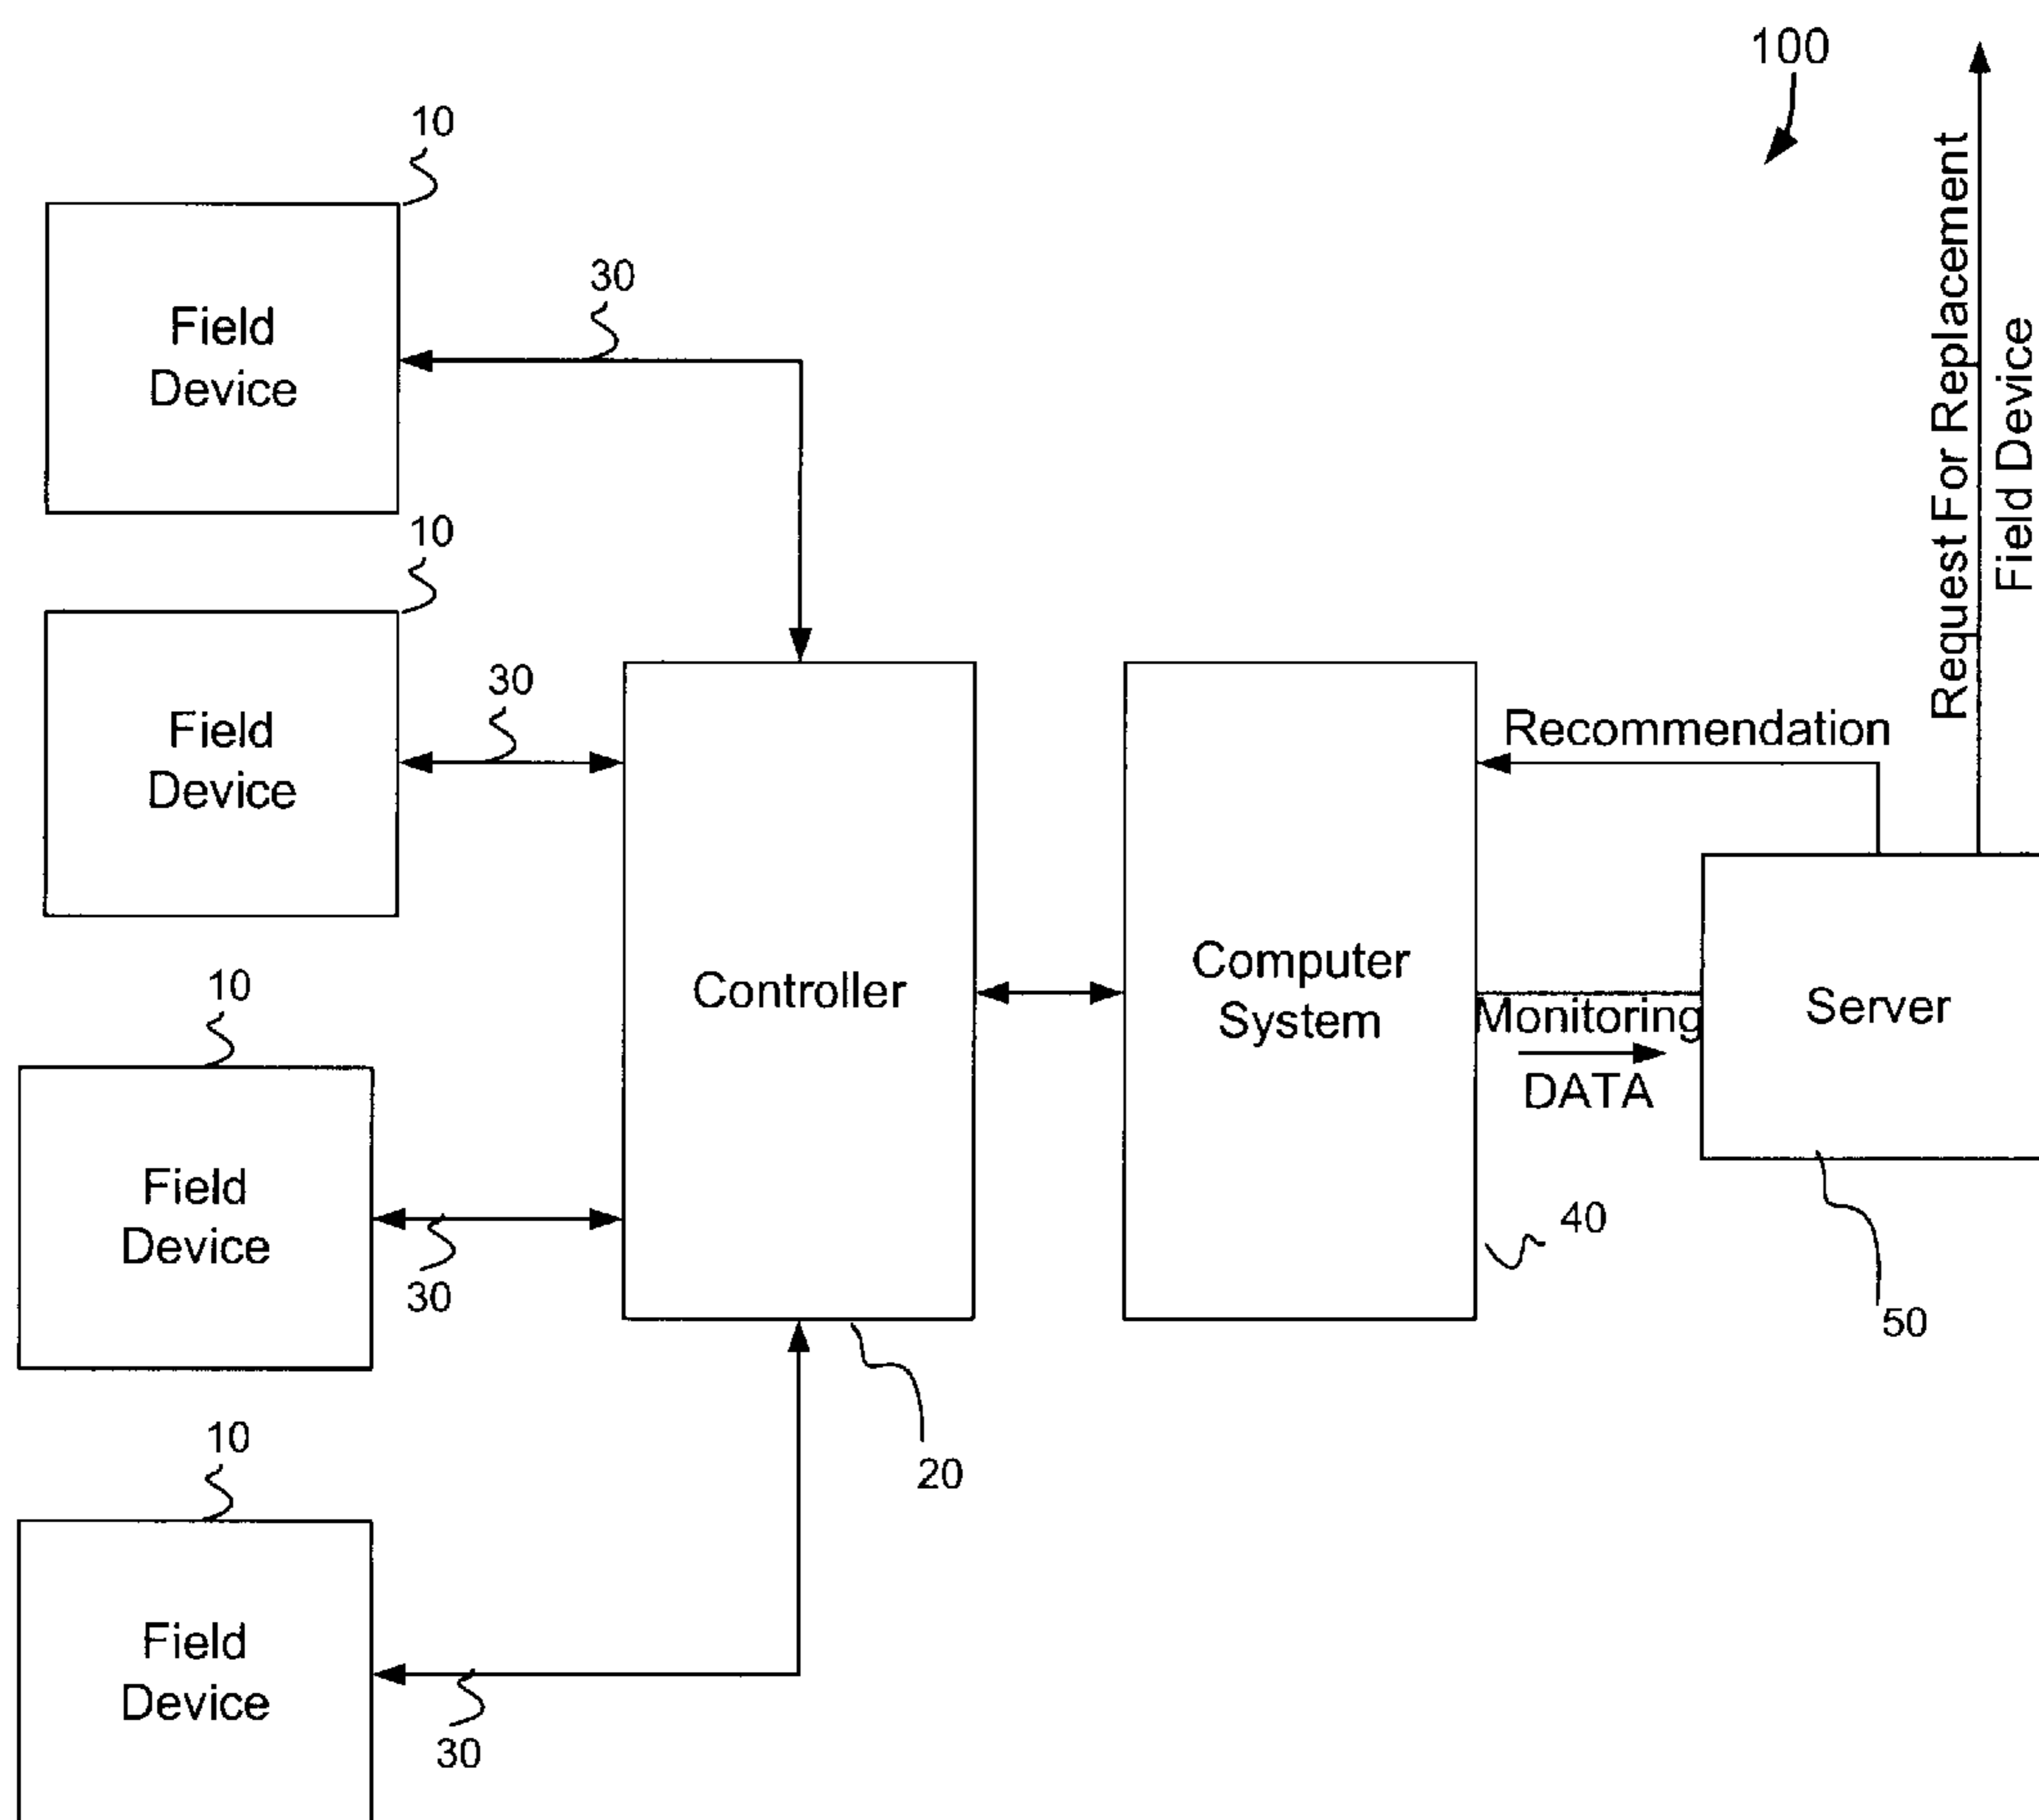 100
10
30
Field
Device
10
30
Field
Device
Request For Replacement
Field Device
Recommendation
Controller
Computer
System
Monitoring
DATA
Server
10
Field
Device
30
40
50
20
10
Field
Device
30